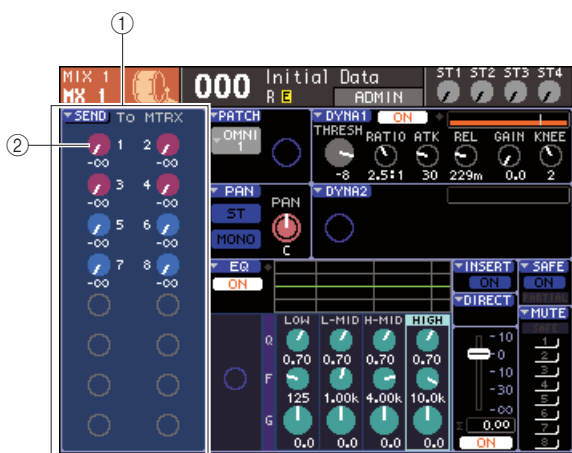 ①
②
MIX 1
MX 1
000
Initial Data
R E
ADMIN
ST1 ST2 ST3 ST4
SEND TO MTRX
1 2
-∞ -∞
3 4
-∞ -∞
5 6
-∞ -∞
7 8
-∞ -∞
PATCH
OMNI
1
DYNA1 ON
THRESH RATIO ATK REL GAIN KNEE
-8 2.5:1 30 229m 0.0 2
PAN
ST
MONO
PAN
C
DYNA2
EQ
ON
LOW L-MID H-MID HIGH
Q
0.70 0.70 0.70 0.70
F
125 1.00k 4.00k 10.0k
G
0.0 0.0 0.0 0.0
INSERT
ON
DIRECT
10
0
-10
-30
-∞
Σ 0.00
ON
SAFE
ON
PARTIAL
MUTE
SAFE
1
2
3
4
5
6
7
8